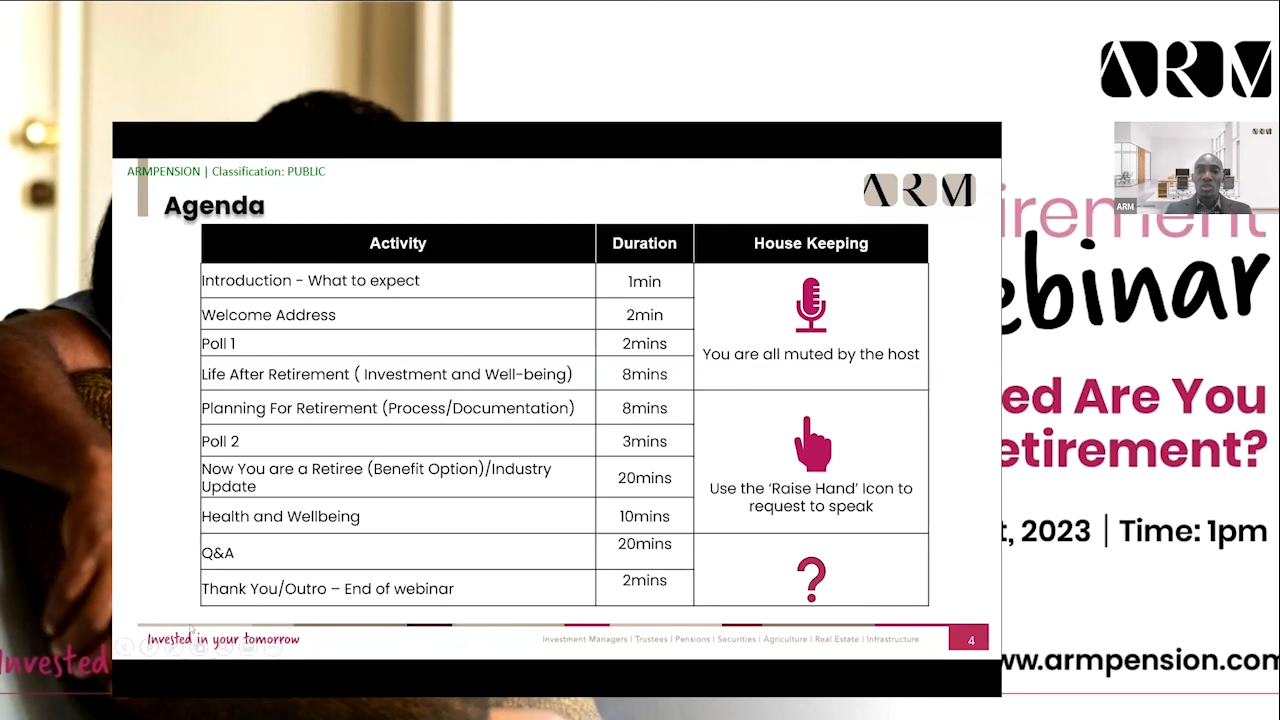 ARM
ARMPENSION | Classification: PUBLIC
Agenda
ARM
Activity Duration House Keeping
Introduction - What to expect 1min
Welcome Address 2min
Poll 1 2mins
You are all muted by the host
Life After Retirement ( Investment and Well-being) 8mins
Planning For Retirement (Process/Documentation) 8mins
Poll 2 3mins
Now You are a Retiree (Benefit Option)/Industry
Update 20mins
Use the ‘Raise Hand’ Icon to
request to speak
Health and Wellbeing 10mins
Q&A 20mins
?
Thank You/Outro – End of webinar 2mins
Invested in your tomorrow
Investment Managers | Trustees | Pensions | Securities | Agriculture | Real Estate | Infrastructure
4
ARM
irement
ebinar
ed Are You
etirement?
t, 2023 | Time: 1pm
Invested
ww.armpension.com